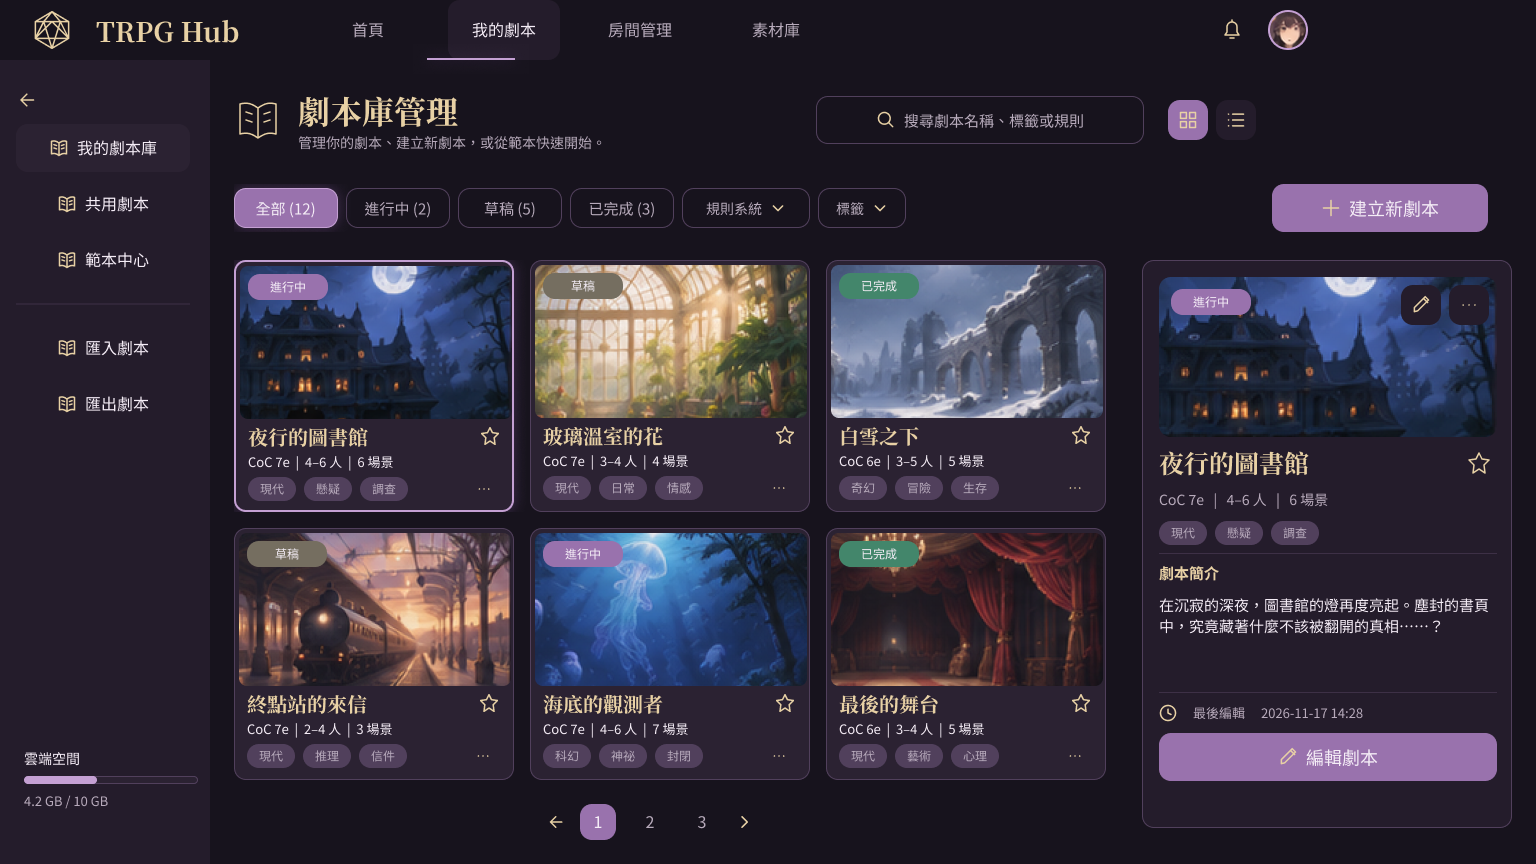 TRPG Hub
首頁
我的劇本
房間管理
素材庫
我的劇本庫
共用劇本
範本中心
匯入劇本
匯出劇本
雲端空間
4.2 GB / 10 GB
劇本庫管理
管理你的劇本、建立新劇本，或從範本快速開始。
搜尋劇本名稱、標籤或規則
全部 (12)
進行中 (2)
草稿 (5)
已完成 (3)
規則系統
標籤
建立新劇本
進行中
夜行的圖書館
CoC 7e | 4–6 人 | 6 場景
現代 懸疑 調查 ...
草稿
玻璃溫室的花
CoC 7e | 3–4 人 | 4 場景
現代 日常 情感 ...
已完成
白雪之下
CoC 6e | 3–5 人 | 5 場景
奇幻 冒險 生存 ...
草稿
終點站的來信
CoC 7e | 2–4 人 | 3 場景
現代 推理 信件 ...
進行中
海底的觀測者
CoC 7e | 4–6 人 | 7 場景
科幻 神祕 封閉 ...
已完成
最後的舞台
CoC 6e | 3–4 人 | 5 場景
現代 藝術 心理 ...
1 2 3
進行中
...
夜行的圖書館
CoC 7e | 4–6 人 | 6 場景
現代 懸疑 調查
劇本簡介
在沉寂的深夜，圖書館的燈再度亮起。塵封的書頁
中，究竟藏著什麼不該被翻開的真相……？
最後編輯 2026-11-17 14:28
編輯劇本